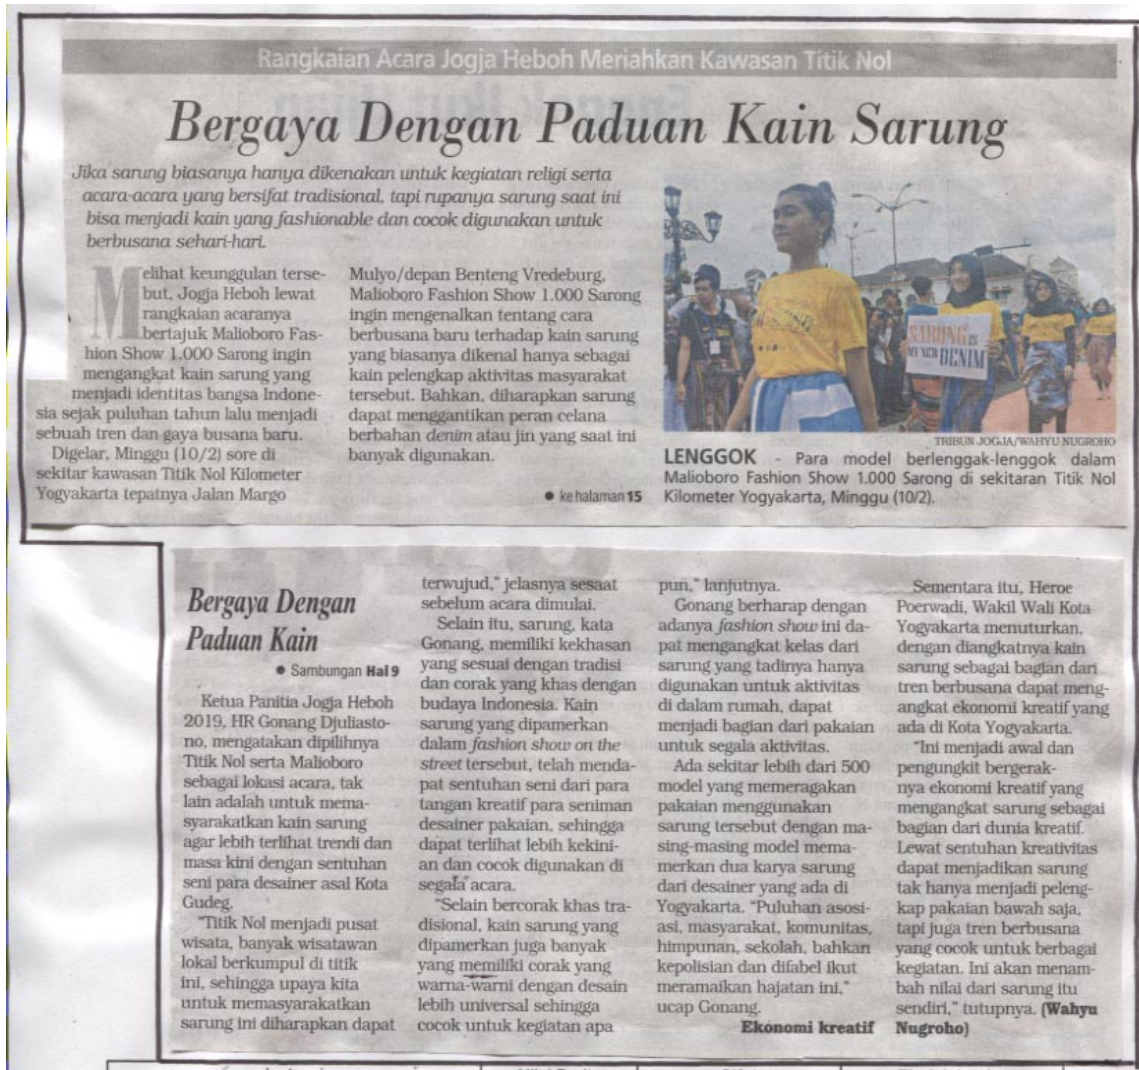 Rangkaian Acara Jogja Heboh Meriahkan Kawasan Titik Nol
Bergaya Dengan Paduan Kain Sarung
Jika sarung biasanya hanya dikenakan untuk kegiatan religi serta
acara-acara yang bersifat tradisional, tapi rupanya sarung saat ini
bisa menjadi kain yang fashionable dan cocok digunakan untuk
berbusana sehari-hari.
Melihat keunggulan terse-
but, Jogja Heboh lewat
rangkaian acaranya
bertajuk Malioboro Fas-
hion Show 1.000 Sarong ingin
mengangkat kain sarung yang
menjadi identitas bangsa Indone-
sia sejak puluhan tahun lalu menjadi
sebuah tren dan gaya busana baru.
Digelar, Minggu (10/2) sore di
sekitar kawasan Titik Nol Kilometer
Yogyakarta tepatnya Jalan Margo
Mulyo/depan Benteng Vredeburg,
Malioboro Fashion Show 1.000 Sarong
ingin mengenalkan tentang cara
berbusana baru terhadap kain sarung
yang biasanya dikenal hanya sebagai
kain pelengkap aktivitas masyarakat
tersebut. Bahkan, diharapkan sarung
dapat menggantikan peran celana
berbahan denim atau jin yang saat ini
banyak digunakan.
● ke halaman 15
SARONG IS
MY NEW
DENIM
TRIBUN JOGJA/WAHYU NUGROHO
LENGGOK - Para model berlenggak-lenggok dalam
Malioboro Fashion Show 1.000 Sarong di sekitaran Titik Nol
Kilometer Yogyakarta, Minggu (10/2).
Bergaya Dengan
Paduan Kain
● Sambungan Hal 9
Ketua Panitia Jogja Heboh
2019, HR Gonang Djuliasto-
no, mengatakan dipilihnya
Titik Nol serta Malioboro
sebagai lokasi acara, tak
lain adalah untuk mema-
syarakatkan kain sarung
agar lebih terlihat trendi dan
masa kini dengan sentuhan
seni para desainer asal Kota
Gudeg.
"Titik Nol menjadi pusat
wisata, banyak wisatawan
lokal berkumpul di titik
ini, sehingga upaya kita
untuk memasyarakatkan
sarung ini diharapkan dapat
terwujud," jelasnya sesaat
sebelum acara dimulai.
Selain itu, sarung, kata
Gonang, memiliki kekhasan
yang sesuai dengan tradisi
dan corak yang khas dengan
budaya Indonesia. Kain
sarung yang dipamerkan
dalam fashion show on the
street tersebut, telah menda-
pat sentuhan seni dari para
tangan kreatif para seniman
desainer pakaian, sehingga
dapat terlihat lebih kekini-
an dan cocok digunakan di
segala acara.
"Selain bercorak khas tra-
disional, kain sarung yang
dipamerkan juga banyak
yang memiliki corak yang
warna-warni dengan desain
lebih universal sehingga
cocok untuk kegiatan apa
pun," lanjutnya.
Gonang berharap dengan
adanya fashion show ini da-
pat mengangkat kelas dari
sarung yang tadinya hanya
digunakan untuk aktivitas
di dalam rumah, dapat
menjadi bagian dari pakaian
untuk segala aktivitas.
Ada sekitar lebih dari 500
model yang memeragakan
pakaian menggunakan
sarung tersebut dengan ma-
sing-masing model mema-
merkan dua karya sarung
dari desainer yang ada di
Yogyakarta. "Puluhan asosi-
asi, masyarakat, komunitas,
himpunan, sekolah, bahkan
kepolisian dan difabel ikut
meramaikan hajatan ini,"
ucap Gonang.
Ekonomi kreatif
Sementara itu, Heroe
Poerwadi, Wakil Wali Kota
Yogyakarta menuturkan,
dengan diangkatnya kain
sarung sebagai bagian dari
tren berbusana dapat meng-
angkat ekonomi kreatif yang
ada di Kota Yogyakarta.
"Ini menjadi awal dan
pengungkit bergerak-
nya ekonomi kreatif yang
mengangkat sarung sebagai
bagian dari dunia kreatif.
Lewat sentuhan kreativitas
dapat menjadikan sarung
tak hanya menjadi peleng-
kap pakaian bawah saja,
tapi juga tren berbusana
yang cocok untuk berbagai
kegiatan. Ini akan menam-
bah nilai dari sarung itu
sendiri," tutupnya. (Wahyu
Nugroho)